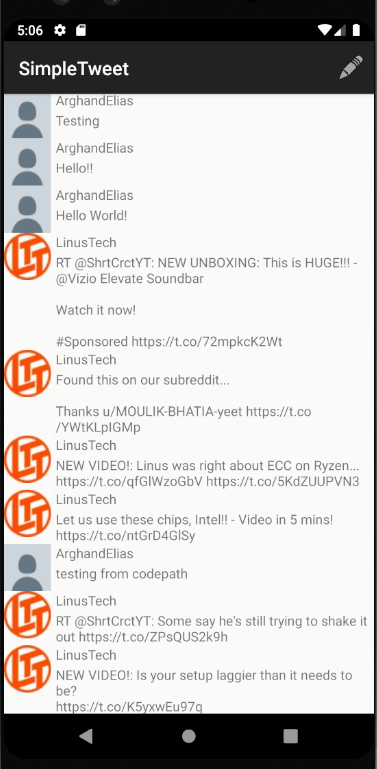 5:06
SimpleTweet
ArghandElias
Testing
ArghandElias
Hello!!
ArghandElias
Hello World!
LinusTech
RT @ShrtCrctYT: NEW UNBOXING: This is HUGE!!! -
@Vizio Elevate Soundbar
Watch it now!
#Sponsored https://t.co/72mpkcK2Wt
LinusTech
Found this on our subreddit...
Thanks u/MOULIK-BHATIA-yeet https://t.co
/YWtKLpIGMp
LinusTech
NEW VIDEO!: Linus was right about ECC on Ryzen...
https://t.co/qfGlWzoGbV https://t.co/5KdZUUPVN3
LinusTech
Let us use these chips, Intel!! - Video in 5 mins!
https://t.co/ntGrD4GlSy
ArghandElias
testing from codepath
LinusTech
RT @ShrtCrctYT: Some say he's still trying to shake it
out https://t.co/ZPsQUS2k9h
LinusTech
NEW VIDEO!: Is your setup laggier than it needs to
be?
https://t.co/K5yxwEu97q